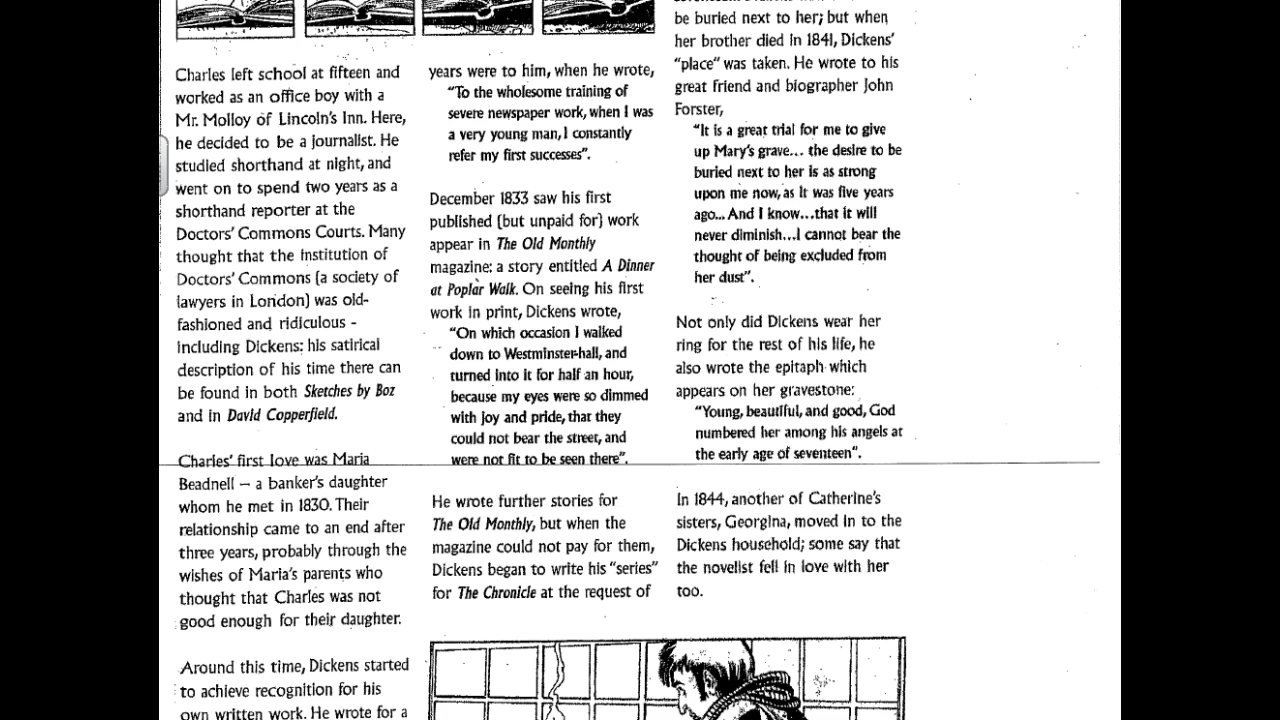 Charles left school at fifteen and
worked as an office boy with a
Mr. Molloy of Lincoln's Inn. Here,
he decided to be a journalist. He
studied shorthand at night, and
went on to spend two years as a
shorthand reporter at the
Doctors' Commons Courts. Many
thought that the institution of
Doctors' Commons (a society of
lawyers in London) was old-
fashioned and ridiculous -
including Dickens: his satirical
description of his time there can
be found in both Sketches by Boz
and in David Copperfield.
Charles' first love was Maria
Beadnell – a banker's daughter
whom he met in 1830. Their
relationship came to an end after
three years, probably through the
wishes of Maria's parents who
thought that Charles was not
good enough for their daughter.
Around this time, Dickens started
to achieve recognition for his
own written work. He wrote for a
years were to him, when he wrote,
"To the wholesome training of
severe newspaper work, when I was
a very young man, I constantly
refer my first successes".
December 1833 saw his first
published (but unpaid for) work
appear in The Old Monthly
magazine: a story entitled A Dinner
at Poplar Walk. On seeing his first
work in print, Dickens wrote,
"On which occasion I walked
down to Westminster-hall, and
turned into it for half an hour,
because my eyes were so dimmed
with joy and pride, that they
could not bear the street, and
were not fit to be seen there".
He wrote further stories for
The Old Monthly, but when the
magazine could not pay for them,
Dickens began to write his "series"
for The Chronicle at the request of
be buried next to her; but when
her brother died in 1841, Dickens'
"place" was taken. He wrote to his
great friend and biographer John
Forster,
"It is a great trial for me to give
up Mary's grave... the desire to be
buried next to her is as strong
upon me now, as it was five years
ago... And I know...that it will
never diminish...I cannot bear the
thought of being excluded from
her dust".
Not only did Dickens wear her
ring for the rest of his life, he
also wrote the epitaph which
appears on her gravestone:
"Young, beautiful, and good, God
numbered her among his angels at
the early age of seventeen".
In 1844, another of Catherine's
sisters, Georgina, moved in to the
Dickens household; some say that
the novelist fell in love with her
too.